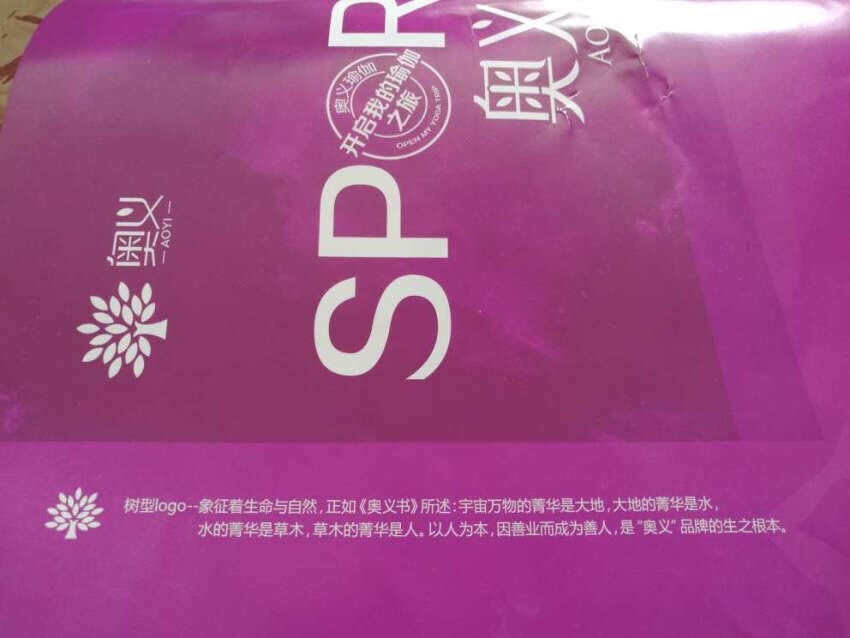 奥义
AOYI
SPOR
奥义瑜伽
开启我的瑜伽
之旅
OPEN MY YOGA TRIP
奥义
AO
树型logo--象征着生命与自然，正如《奥义书》所述：宇宙万物的菁华是大地，大地的菁华是水，
水的菁华是草木，草木的菁华是人。以人为本，因善业而成为善人，是“奥义”品牌的生之根本。